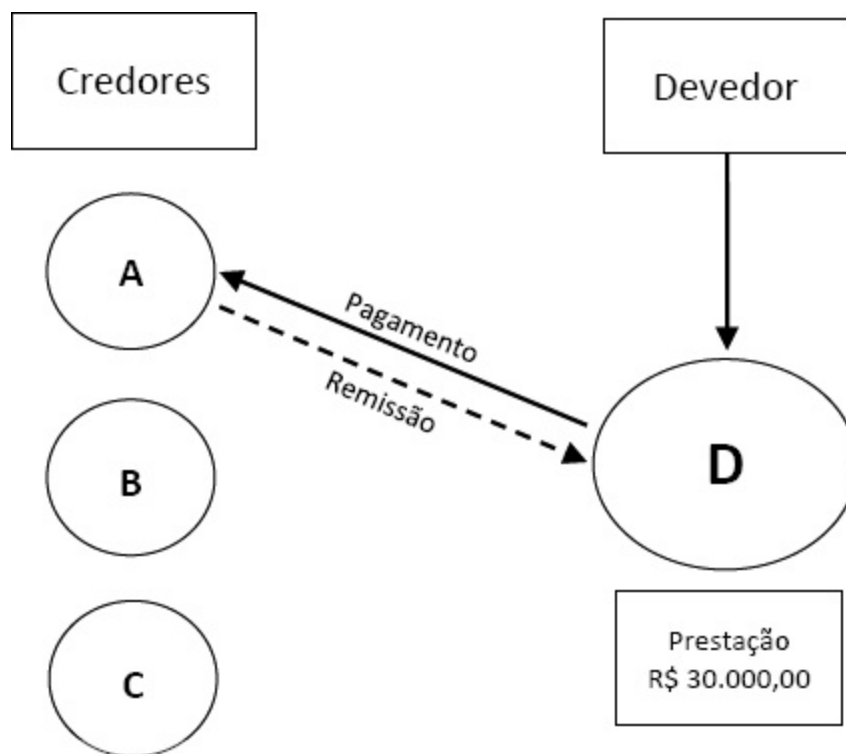 Credores
Devedor
A
Pagamento
Remissão
B
D
C
Prestação
R$ 30.000,00